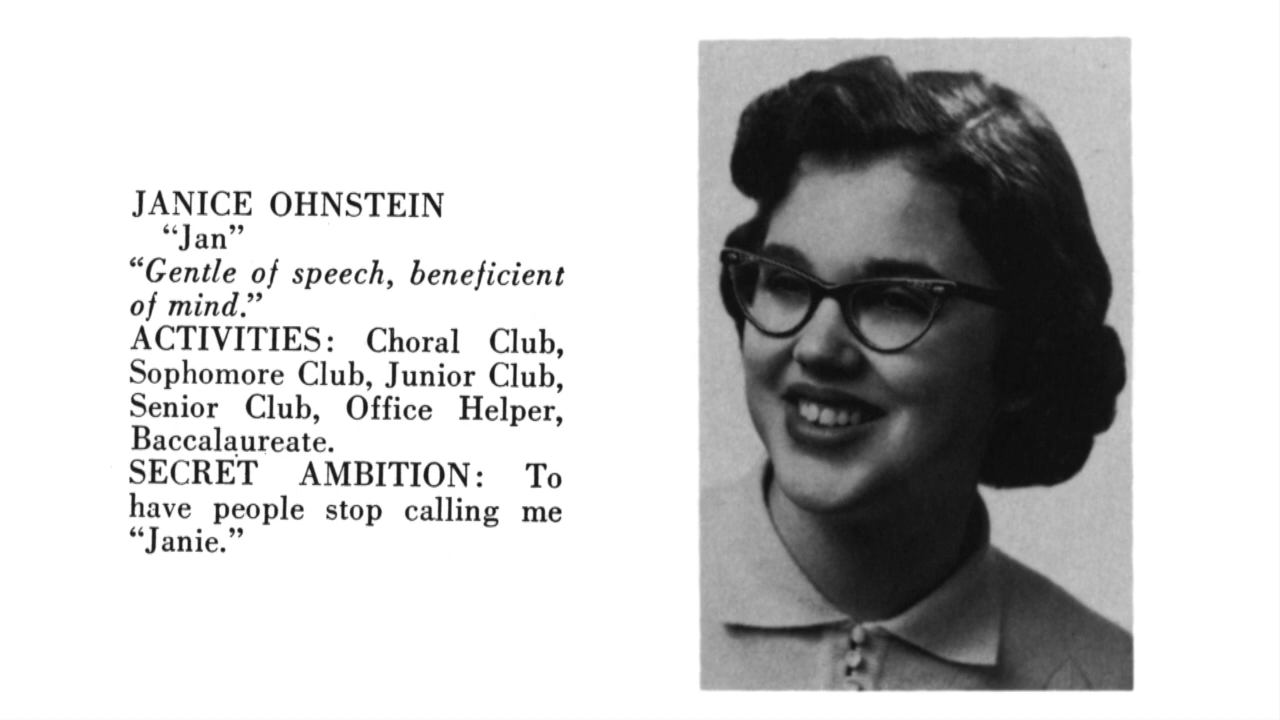 JANICE OHNSTEIN
“Jan”
“Gentle of speech, beneficient
of mind.”
ACTIVITIES: Choral Club,
Sophomore Club, Junior Club,
Senior Club, Office Helper,
Baccalaureate.
SECRET AMBITION: To
have people stop calling me
“Janie.”